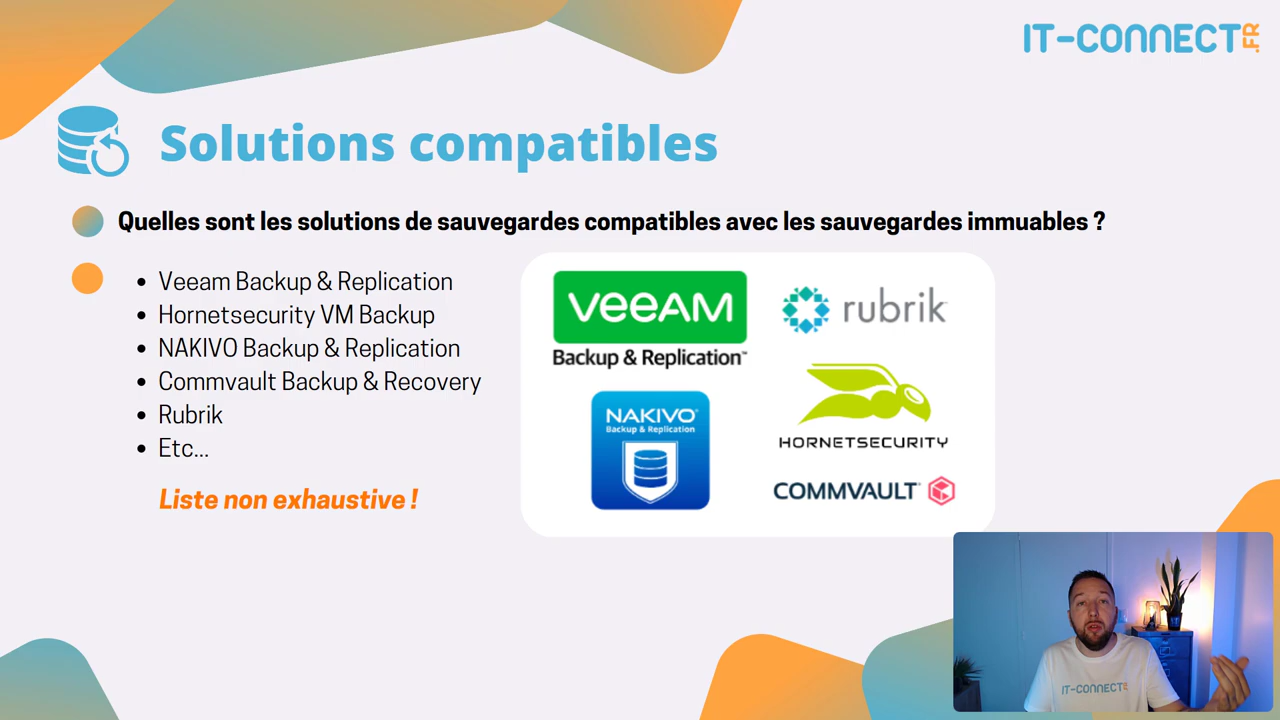 IT-CONNECT.FR
Solutions compatibles
Quelles sont les solutions de sauvegardes compatibles avec les sauvegardes immuables ?
Veeam Backup & Replication
Hornetsecurity VM Backup
NAKIVO Backup & Replication
Commvault Backup & Recovery
Rubrik
Etc...
Liste non exhaustive !
veeAM
Backup & Replication™
rubrik
NAKIVO®
Backup & Replication
HORNETSECURITY
COMMVAULT
IT-CONNECT.FR